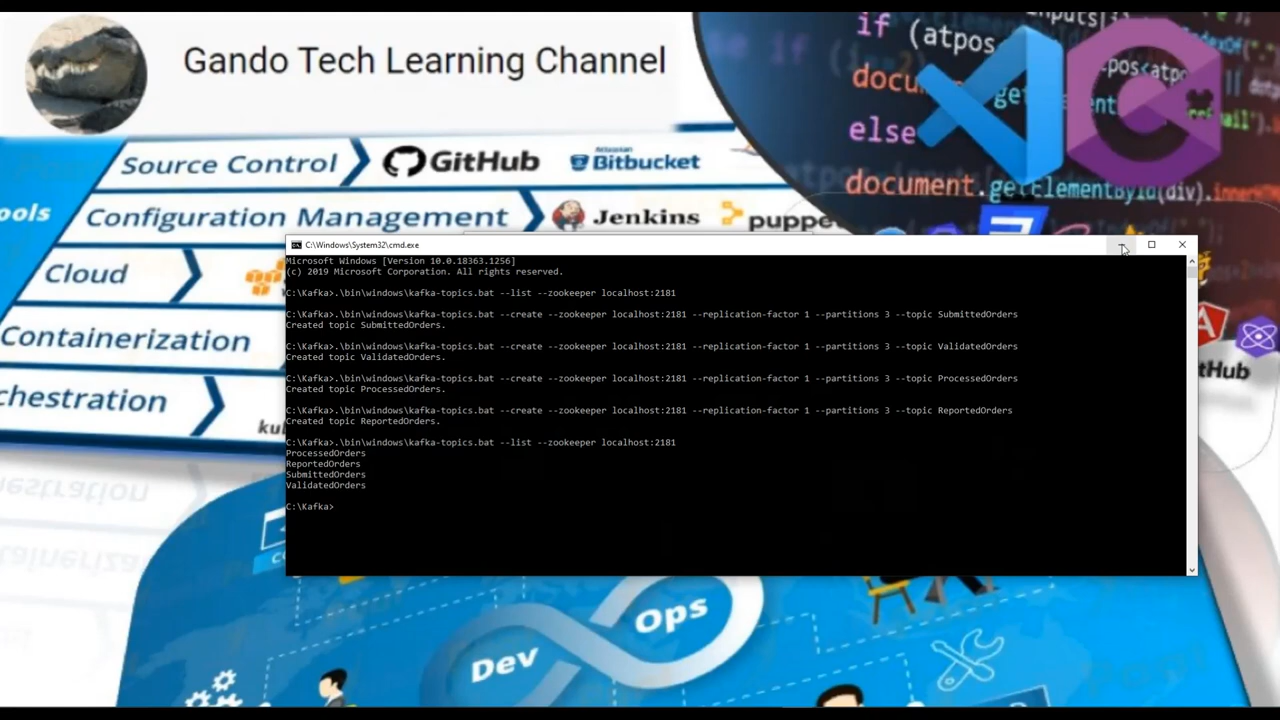 Gando Tech Learning Channel
if (atpos
docu
else
document.getElementById(div).inner
Source Control
GitHub
Bitbucket
ools
Configuration Management
Jenkins
puppe
Cloud
Containerization
chestration
ku
tHub
C:\Windows\System32\cmd.exe
Microsoft Windows [Version 10.0.18363.1256]
(c) 2019 Microsoft Corporation. All rights reserved.
C:\Kafka>.\bin\windows\kafka-topics.bat --list --zookeeper localhost:2181
C:\Kafka>.\bin\windows\kafka-topics.bat --create --zookeeper localhost:2181 --replication-factor 1 --partitions 3 --topic SubmittedOrders
Created topic SubmittedOrders.
C:\Kafka>.\bin\windows\kafka-topics.bat --create --zookeeper localhost:2181 --replication-factor 1 --partitions 3 --topic ValidatedOrders
Created topic ValidatedOrders.
C:\Kafka>.\bin\windows\kafka-topics.bat --create --zookeeper localhost:2181 --replication-factor 1 --partitions 3 --topic ProcessedOrders
Created topic ProcessedOrders.
C:\Kafka>.\bin\windows\kafka-topics.bat --create --zookeeper localhost:2181 --replication-factor 1 --partitions 3 --topic ReportedOrders
Created topic ReportedOrders.
C:\Kafka>.\bin\windows\kafka-topics.bat --list --zookeeper localhost:2181
ProcessedOrders
ReportedOrders
SubmittedOrders
ValidatedOrders
C:\Kafka>
Dev
Ops